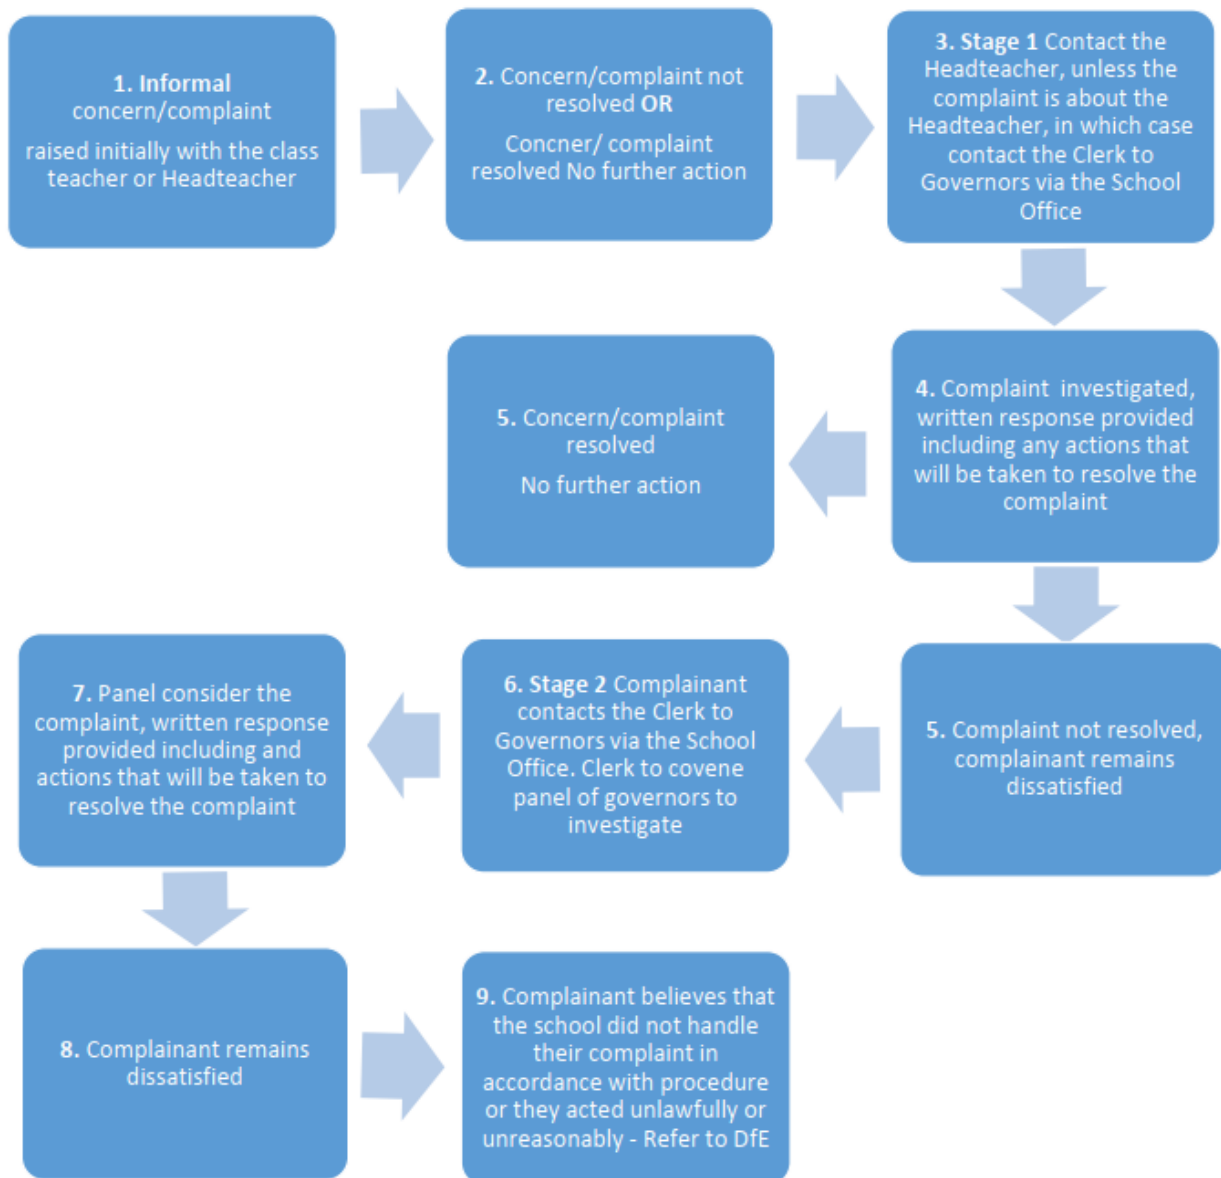 1. Informal
concern/complaint
raised initially with the class
teacher or Headteacher
2. Concern/complaint not
resolved OR
Concner/ complaint
resolved No further action
3. Stage 1 Contact the
Headteacher, unless the
complaint is about the
Headteacher, in which case
contact the Clerk to
Governors via the School
Office
4. Complaint investigated,
written response provided
including any actions that
will be taken to resolve the
complaint
5. Concern/complaint
resolved
No further action
5. Complaint not resolved,
complainant remains
dissatisfied
6. Stage 2 Complainant
contacts the Clerk to
Governors via the School
Office. Clerk to covene
panel of governors to
investigate
7. Panel consider the
complaint, written response
provided including and
actions that will be taken to
resolve the complaint
8. Complainant remains
dissatisfied
9. Complainant believes that
the school did not handle
their complaint in
accordance with procedure
or they acted unlawfully or
unreasonably - Refer to DfE